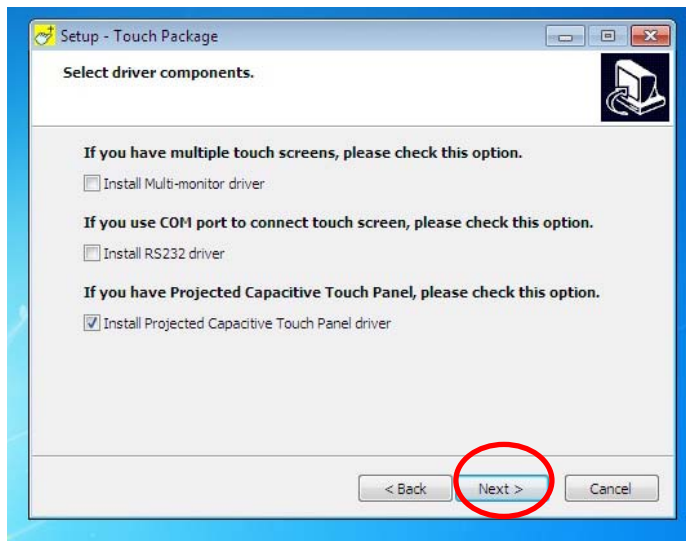 Setup - Touch Package
Select driver components.
If you have multiple touch screens, please check this option.
Install Multi-monitor driver
If you use COM port to connect touch screen, please check this option.
Install RS232 driver
If you have Projected Capacitive Touch Panel, please check this option.
Install Projected Capacitive Touch Panel driver
< Back Next > Cancel